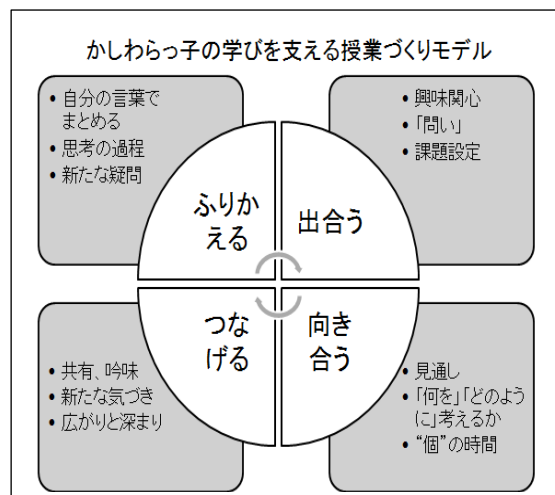 かしわらっ子の学びを支える授業づくりモデル
• 自分の言葉で
まとめる
• 思考の過程
• 新たな疑問
• 興味関心
• 「問い」
• 課題設定
ふりか
える
出合う
つな
げる
向き
合う
• 共有、吟味
• 新たな気づき
• 広がりと深まり
• 見通し
• 「何を」「どのよう
に」考えるか
• “個”の時間